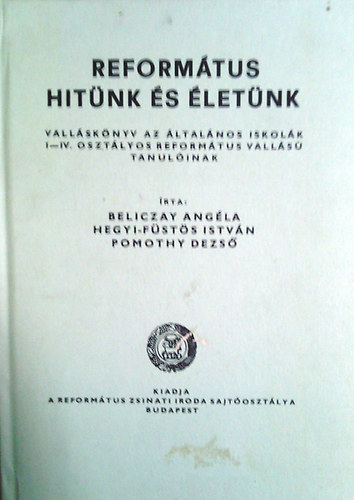 REFORMÁTUS
HITÜNK ÉS ÉLETÜNK
VALLÁSKÖNYV AZ ÁLTALÁNOS ISKOLÁK
I—IV. OSZTÁLYOS REFORMÁTUS VALLÁSÚ
TANULÓINAK
ÍRTA:
BELICZAY ANGÉLA
HEGYI-FÜSTÖS ISTVÁN
POMOTHY DEZSŐ
KIADJA
A REFORMÁTUS ZSINATI IRODA SAJTÓOSZTÁLYA
BUDAPEST